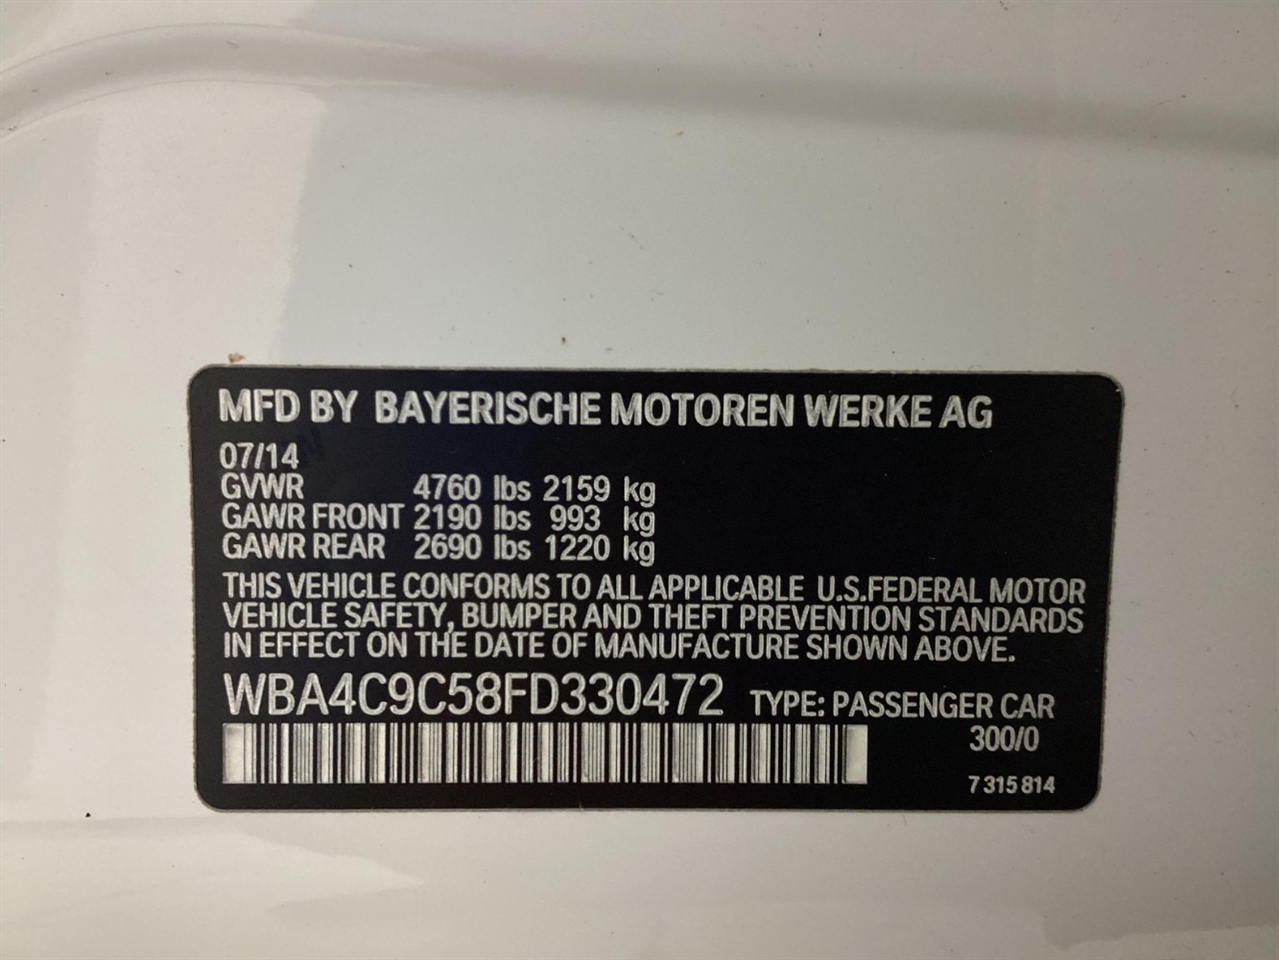 MFD BY BAYERISCHE MOTOREN WERKE AG
07/14
GVWR 4760 lbs 2159 kg
GAWR FRONT 2190 lbs 993 kg
GAWR REAR 2690 lbs 1220 kg
THIS VEHICLE CONFORMS TO ALL APPLICABLE U.S.FEDERAL MOTOR
VEHICLE SAFETY, BUMPER AND THEFT PREVENTION STANDARDS
IN EFFECT ON THE DATE OF MANUFACTURE SHOWN ABOVE.
WBA4C9C58FD330472 TYPE: PASSENGER CAR
300/0
7 315 814